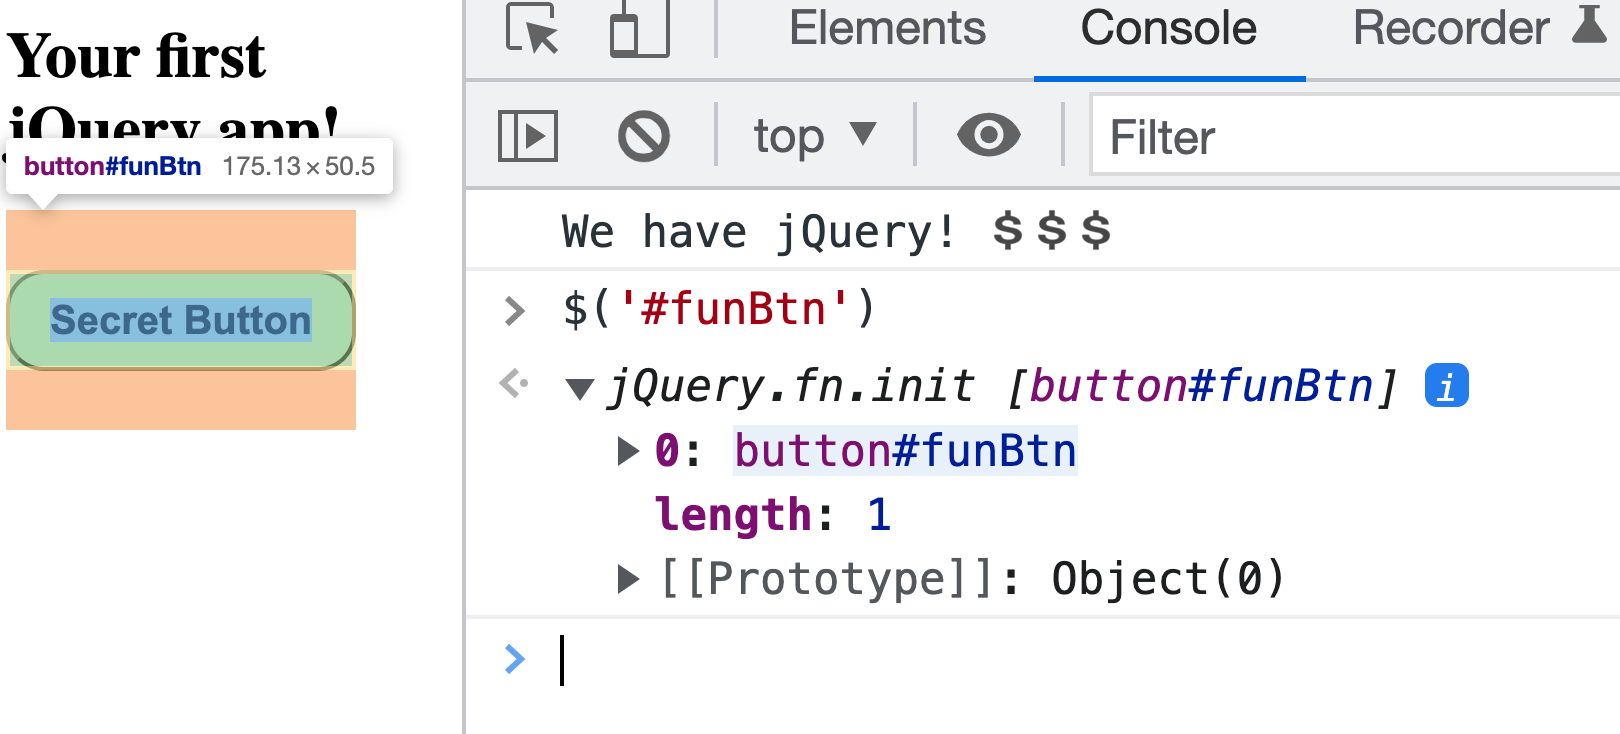 Your first
jQuery app!
button#funBtn 175.13×50.5
Secret Button
Elements Console Recorder
top Filter
We have jQuery! $$$
$('#funBtn')
jQuery.fn.init [button#funBtn] i
0: button#funBtn
length: 1
[[Prototype]]: Object(0)